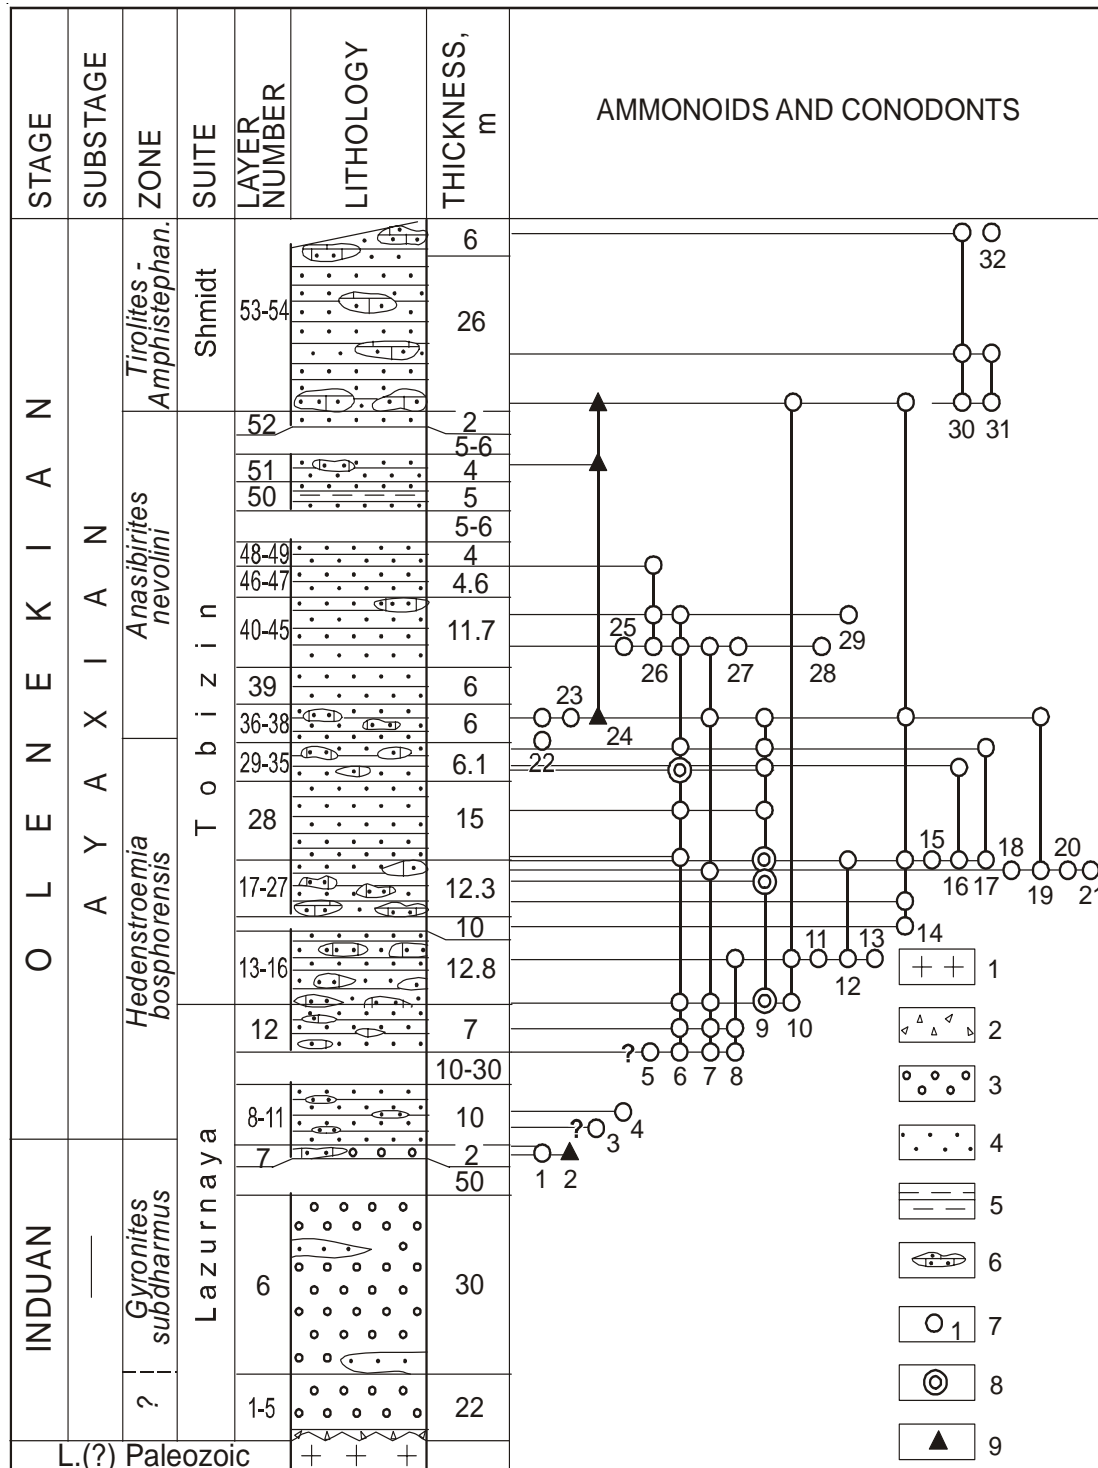 STAGE
SUBSTAGE
ZONE
SUITE
LAYER NUMBER
LITHOLOGY
THICKNESS, m
AMMONOIDS AND CONODONTS
OLENEKIAN
INDUAN
AYAXIAN
Tirolites -
Amphistephan.
Anasibirites
nevolini
Hedenstroemia
bosphorensis
Gyronites
subdharmus
?
Shmidt
Tobizin
Lazurnaya
53-54
52
51
50
48-49
46-47
40-45
39
36-38
29-35
28
17-27
13-16
12
8-11
7
6
1-5
6
26
2
5-6
4
5
5-6
4
4.6
11.7
6
6
6.1
15
12.3
10
12.8
7
10-30
10
2
50
30
22
32
30 31
25 26 27 28 29
23
24
22
15 16 17 18 19 20 21
14
11 12 13
9 10
? 5 6 7 8
4
? 3
1 2
1
2
3
4
5
6
1 7
8
9
L.(?) Paleozoic